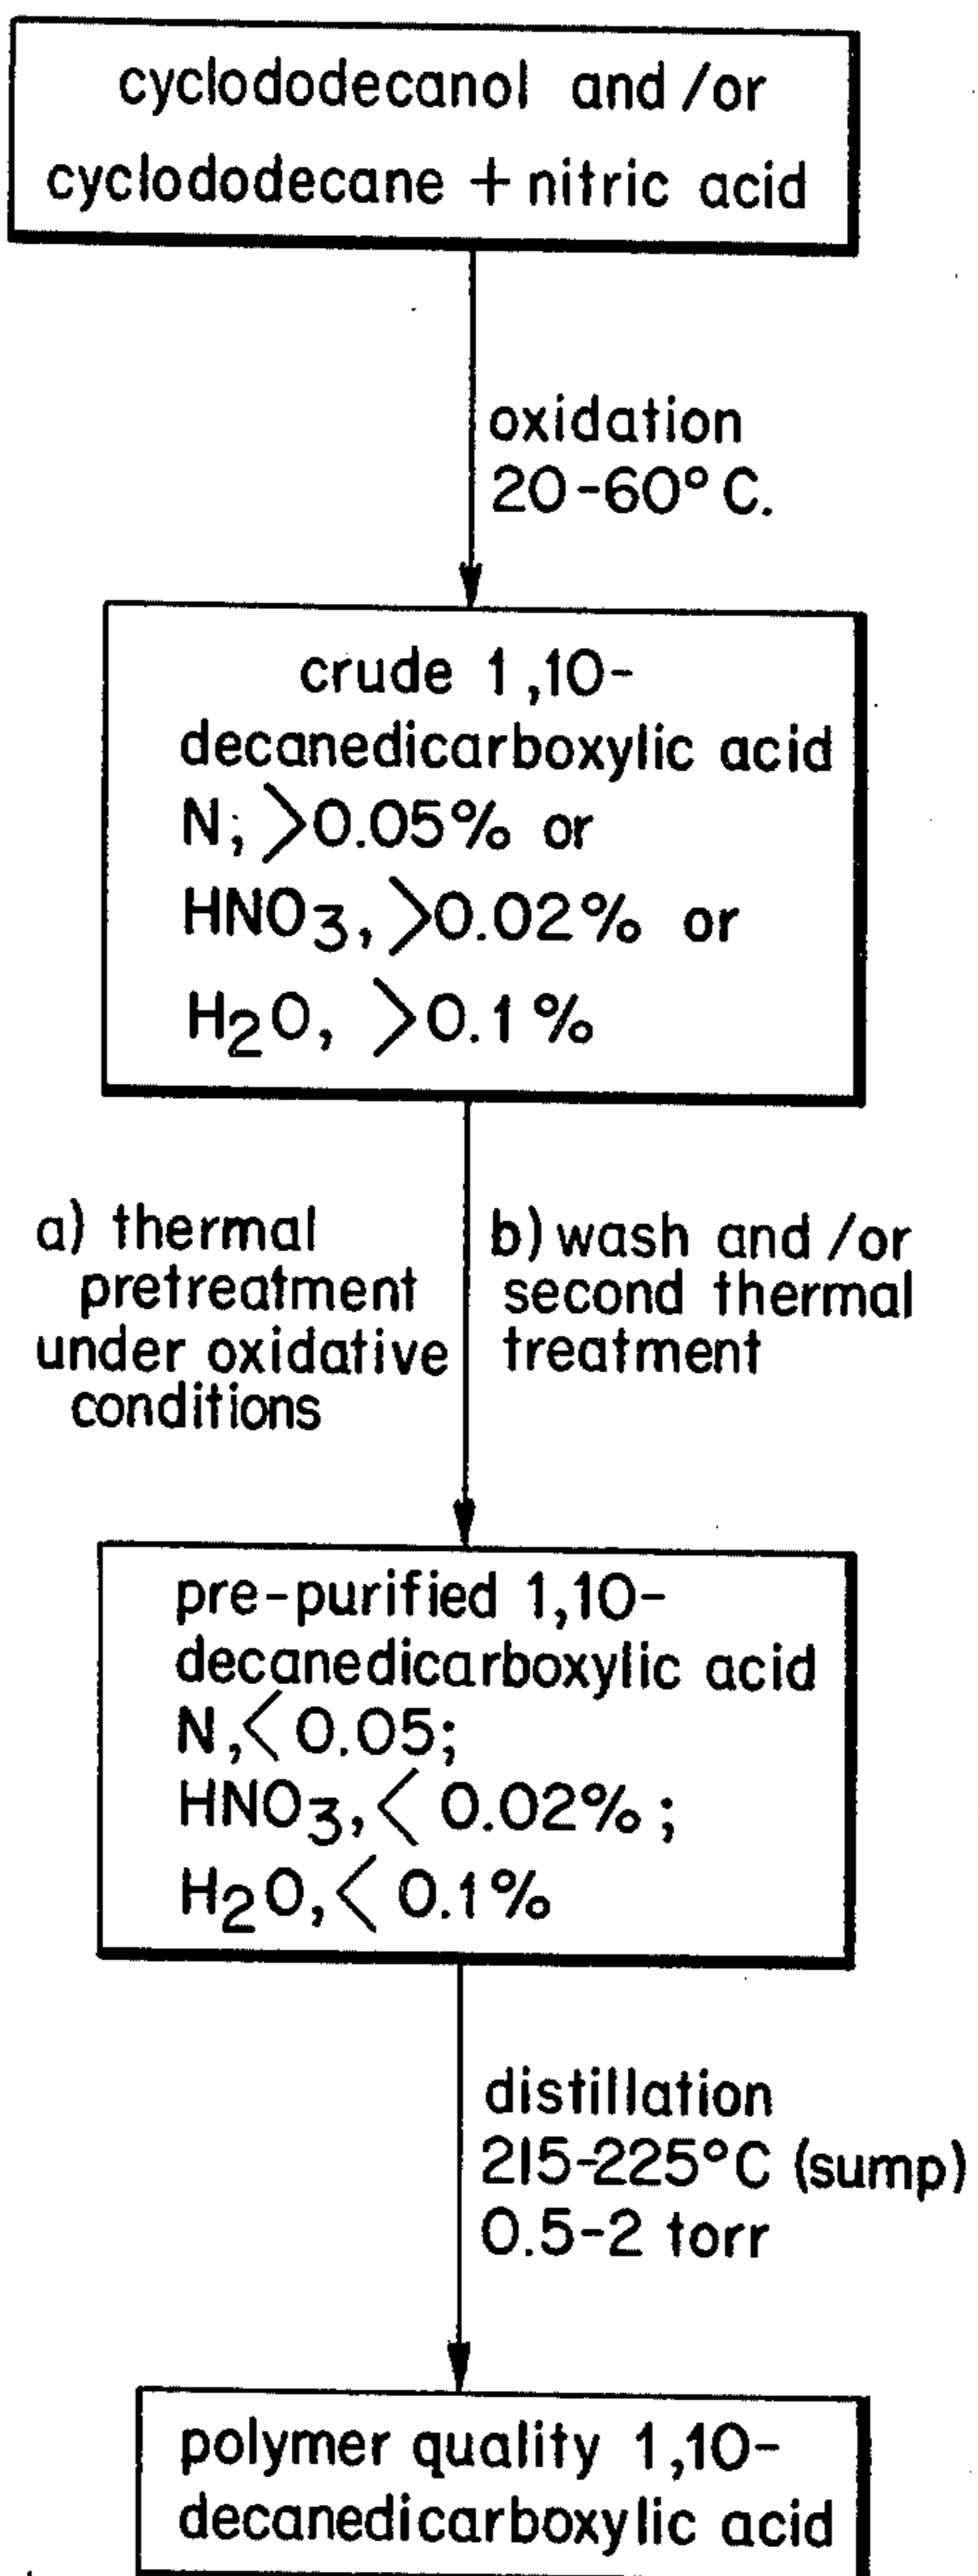 cyclododecanol and/or
cyclododecane + nitric acid
oxidation
20-60° C.
crude 1,10-
decanedicarboxylic acid
N; >0.05% or
HNO3, >0.02% or
H2O, >0.1%
a) thermal
pretreatment
under oxidative
conditions
b) wash and/or
second thermal
treatment
pre-purified 1,10-
decanedicarboxylic acid
N,< 0.05;
HNO3,< 0.02%;
H2O,< 0.1%
distillation
215-225°C (sump)
0.5-2 torr
polymer quality 1,10-
decanedicarboxylic acid